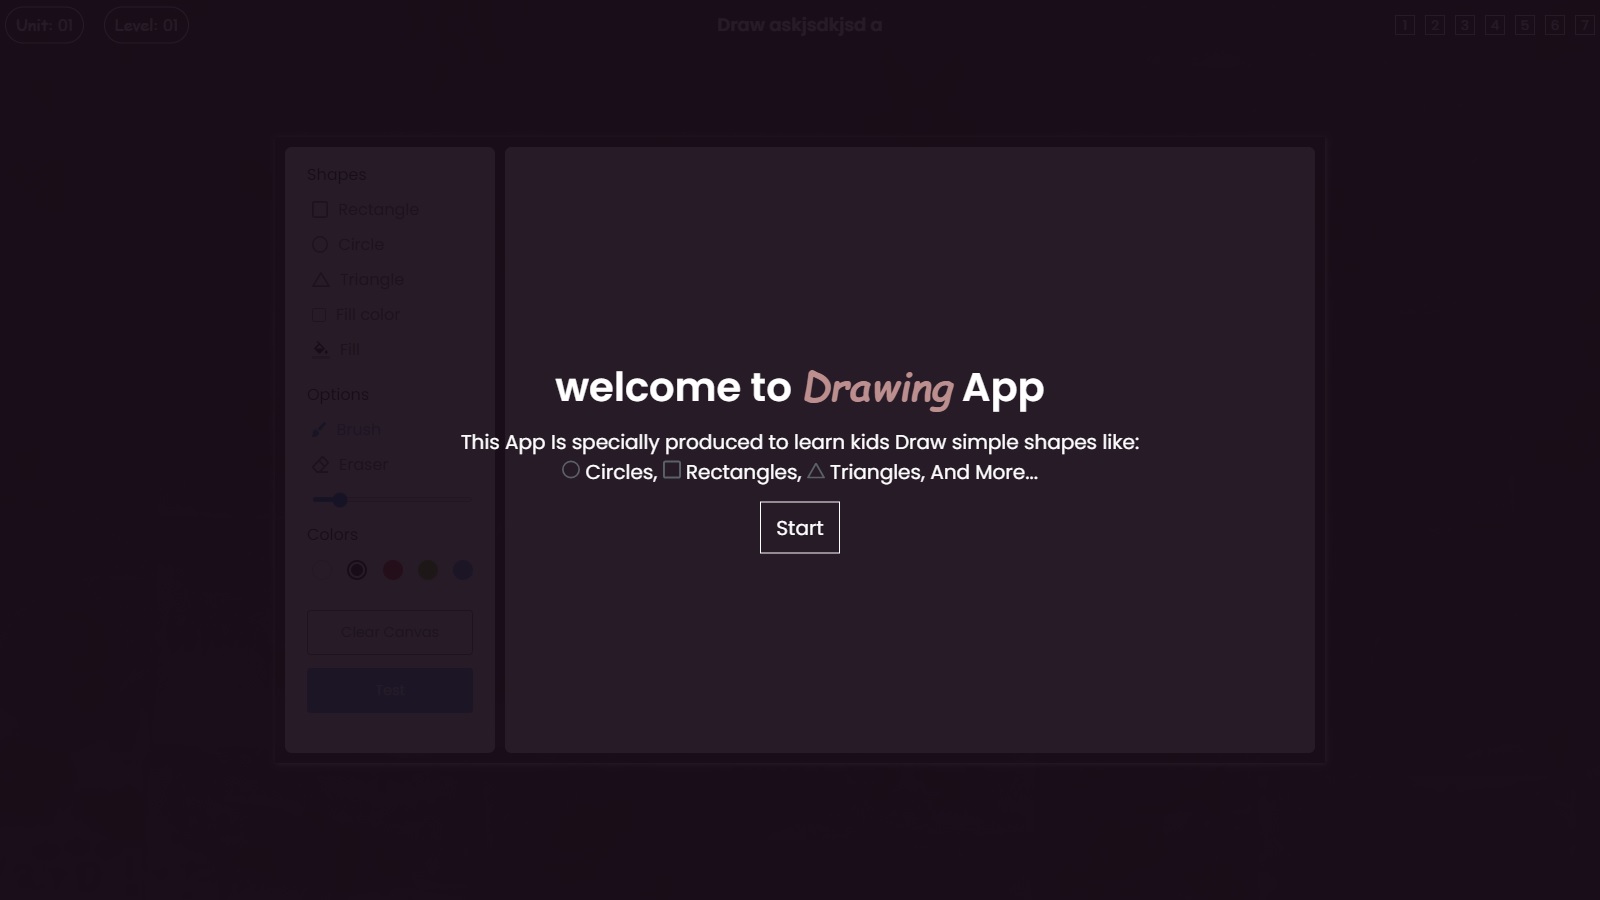 Unit: 01
Level: 01
Draw askjsdkjsd a
1 2 3 4 5 6 7
Shapes
Rectangle
Circle
Triangle
Fill color
Fill
Options
Brush
Eraser
Colors
Clear Canvas
Test
welcome to Drawing App
This App Is specially produced to learn kids Draw simple shapes like:
Circles, Rectangles, Triangles, And More...
Start